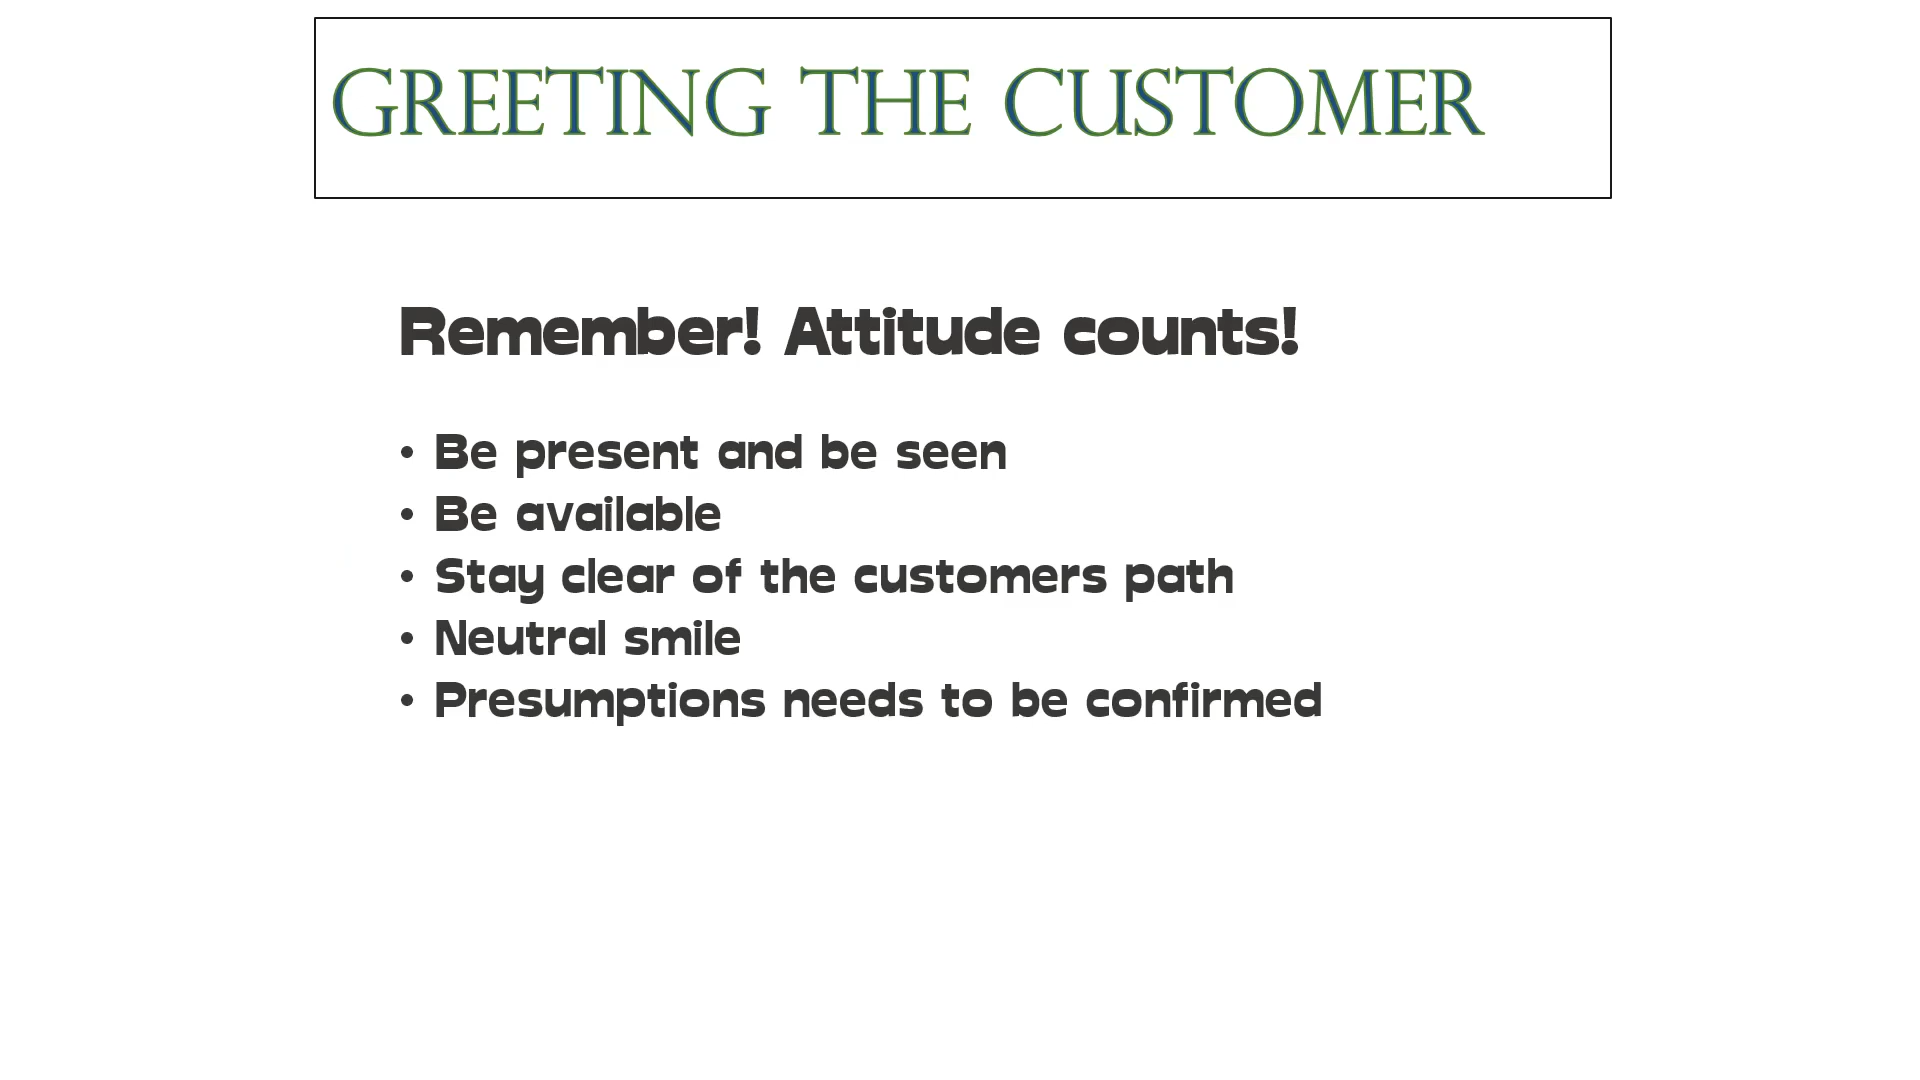 GREETING THE CUSTOMER
Remember! Attitude counts!
• Be present and be seen
• Be available
• Stay clear of the customers path
• Neutral smile
• Presumptions needs to be confirmed